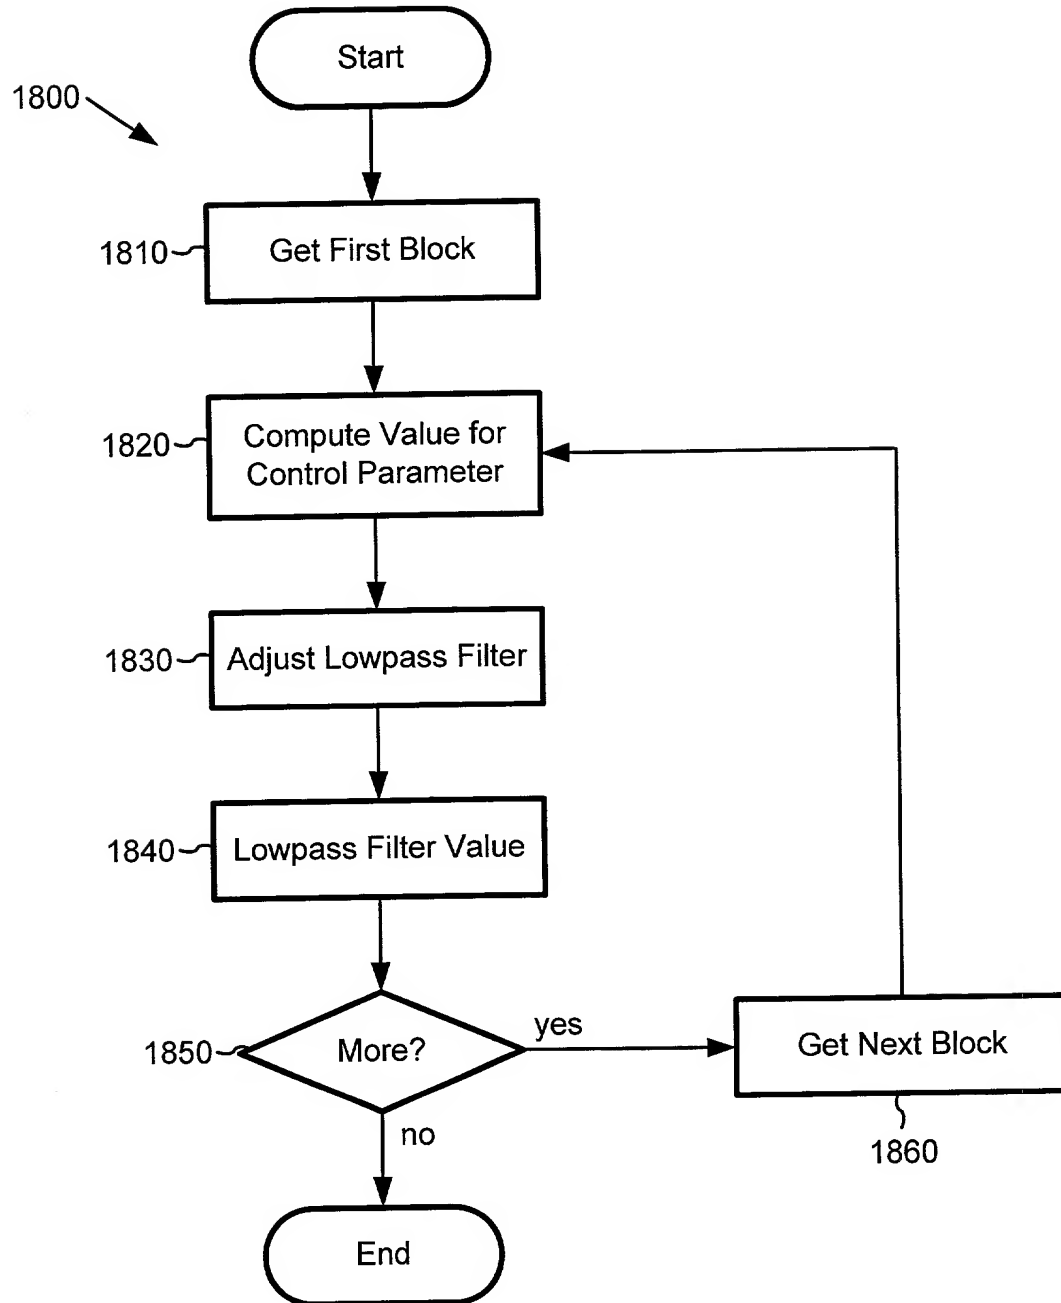 Start
1800
1810
Get First Block
1820
Compute Value for
Control Parameter
1830
Adjust Lowpass Filter
1840
Lowpass Filter Value
1850
More?
yes
Get Next Block
1860
no
End